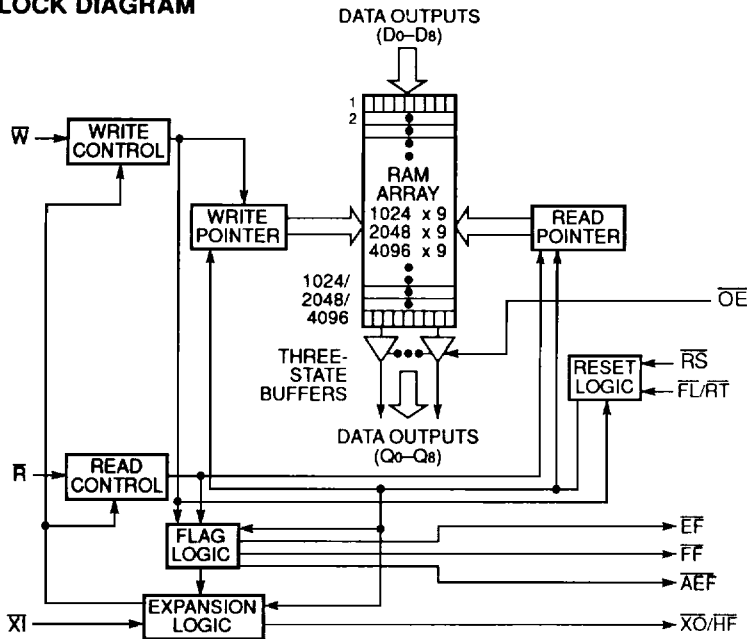 LOCK DIAGRAM
DATA OUTPUTS
(D0–D8)
W
WRITE
CONTROL
1
2
RAM
ARRAY
1024 x 9
2048 x 9
4096 x 9
WRITE
POINTER
READ
POINTER
1024/
2048/
4096
OE
THREE-
STATE
BUFFERS
RESET
LOGIC
RS
FL/RT
DATA OUTPUTS
(Q0–Q8)
R
READ
CONTROL
FLAG
LOGIC
EF
FF
AEF
XI
EXPANSION
LOGIC
XO/HF